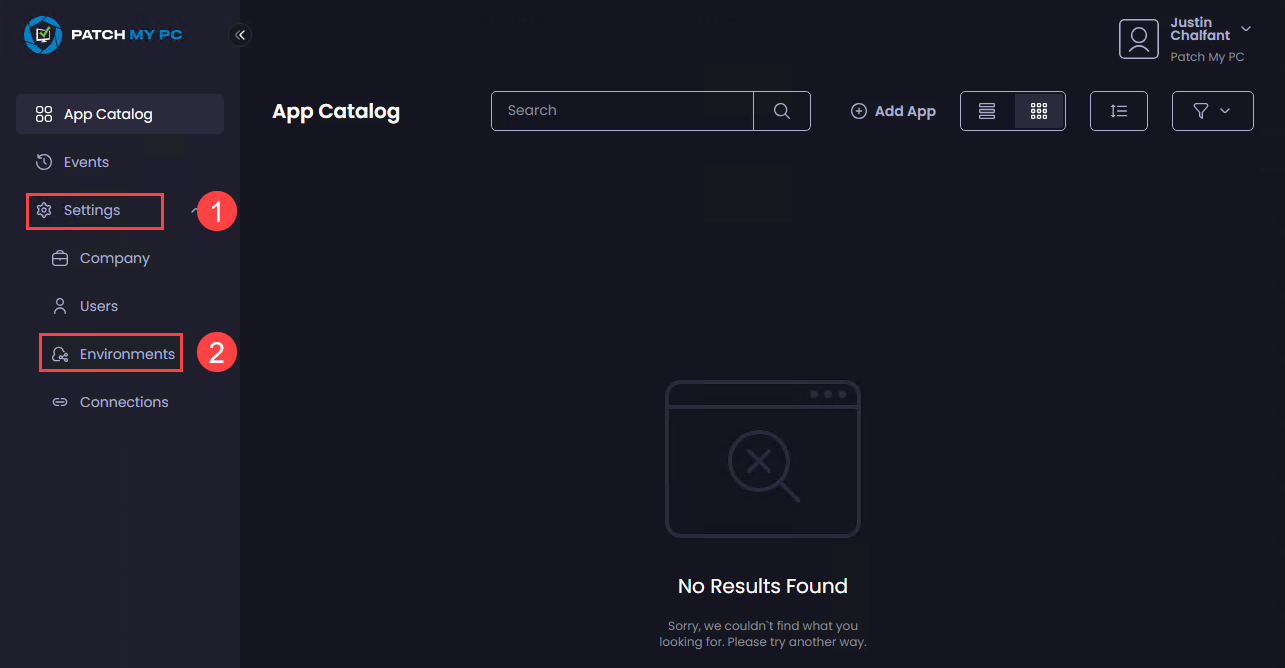 PATCH MY PC
Justin
Chalfant
Patch My PC
App Catalog
Events
Settings
1
Company
Users
Environments
2
Connections
App Catalog
Search
Add App
No Results Found
Sorry, we couldn`t find what you
looking for. Please try another way.